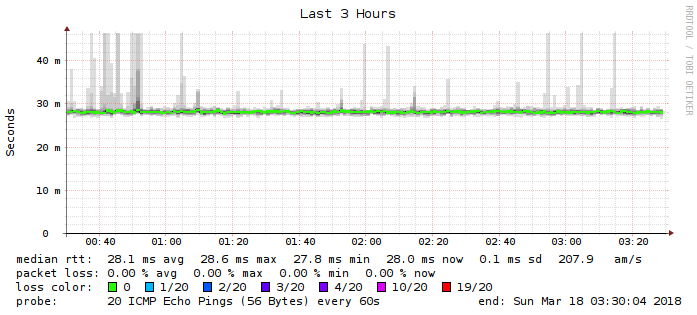 Last 3 Hours
RRDTOOL / TOBI OETIKER
Seconds
40 m
30 m
20 m
10 m
0
00:40 01:00 01:20 01:40 02:00 02:20 02:40 03:00 03:20
median rtt: 28.1 ms avg 28.6 ms max 27.8 ms min 28.0 ms now 0.1 ms sd 207.9 am/s
packet loss: 0.00 % avg 0.00 % max 0.00 % min 0.00 % now
loss color: 0 1/20 2/20 3/20 4/20 10/20 19/20
probe: 20 ICMP Echo Pings (56 Bytes) every 60s end: Sun Mar 18 03:30:04 2018